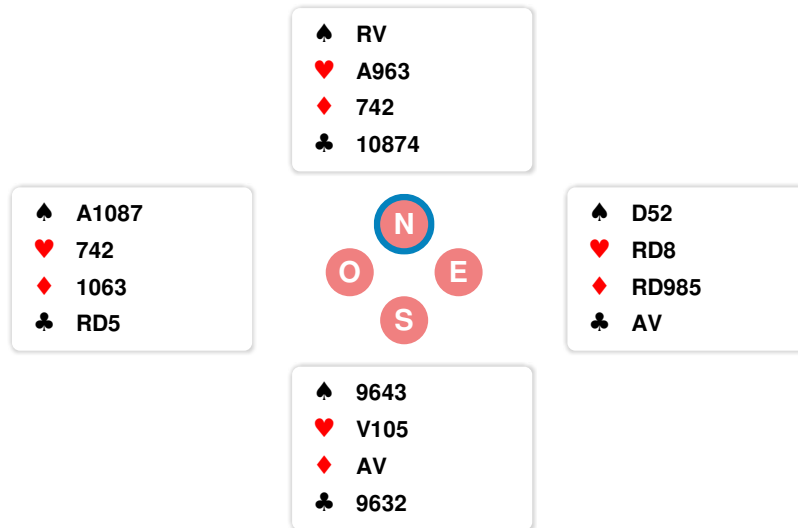 ♠ RV
♥ A963
♦ 742
♣ 10874
♠ A1087
♥ 742
♦ 1063
♣ RD5
N
O E
S
♠ D52
♥ RD8
♦ RD985
♣ AV
♠ 9643
♥ V105
♦ AV
♣ 9632